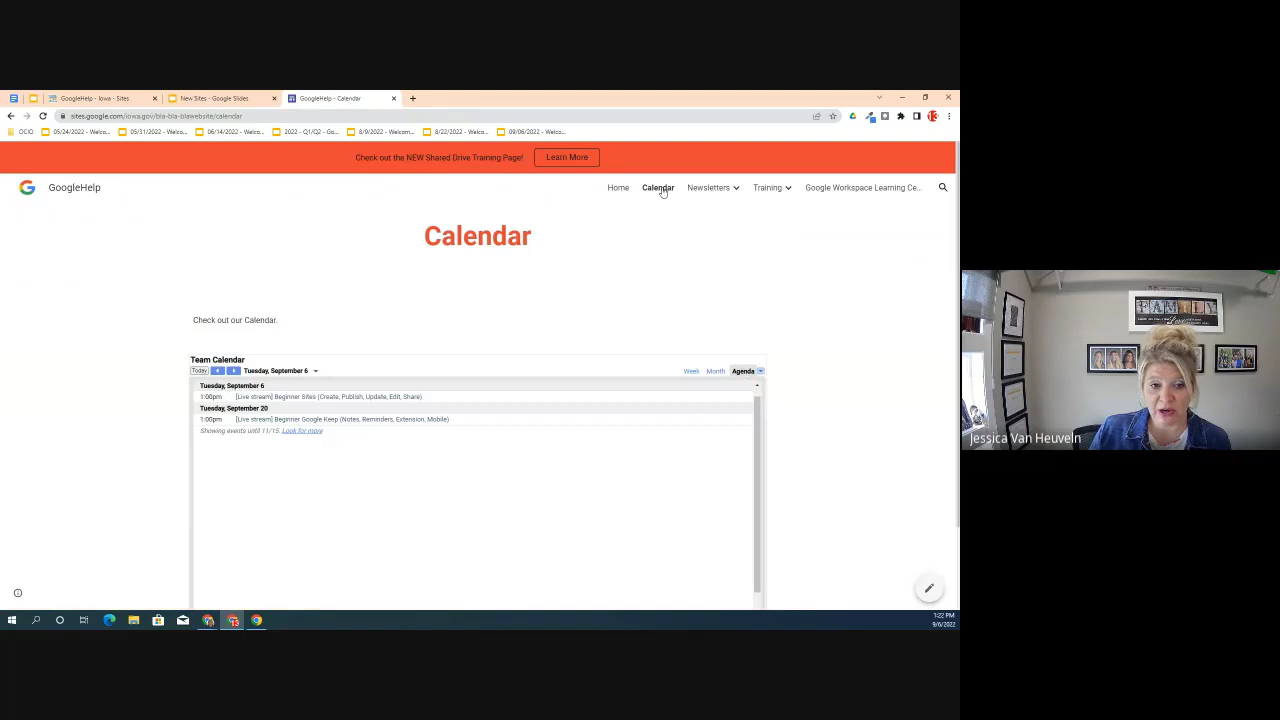 GoogleHelp - Iowa - Sites
New Sites - Google Slides
GoogleHelp - Calendar
sites.google.com/iowa.gov/bla-bla-blawebsite/calendar
OCIO
05/24/2022 - Welco...
05/31/2022 - Welco...
06/14/2022 - Welco...
2022 - Q1/Q2 - Go...
8/9/2022 - Welcom...
8/22/2022 - Welco...
09/06/2022 - Welco...
Check out the NEW Shared Drive Training Page!
Learn More
GoogleHelp
Home
Calendar
Newsletters
Training
Google Workspace Learning Ce...
Calendar
Check out our Calendar.
Team Calendar
Today
Tuesday, September 6
Week
Month
Agenda
Tuesday, September 6
1:00pm [Live stream] Beginner Sites (Create, Publish, Update, Edit, Share)
Tuesday, September 20
1:00pm [Live stream] Beginner Google Keep (Notes, Reminders, Extension, Mobile)
Showing events until 11/15. Look for more
1:22 PM
9/6/2022
FAMILY
Jessica Van Heuveln